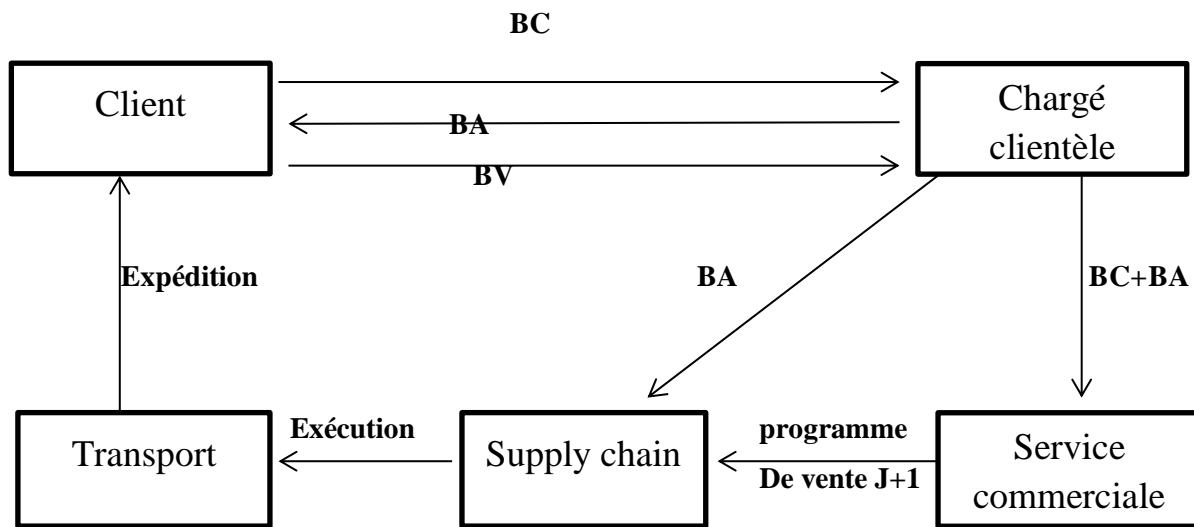 BC
Client
Chargé
clientèle
BA
BV
Expédition
BA
BC+BA
Transport
Exécution
Supply chain
programme
De vente J+1
Service
commerciale